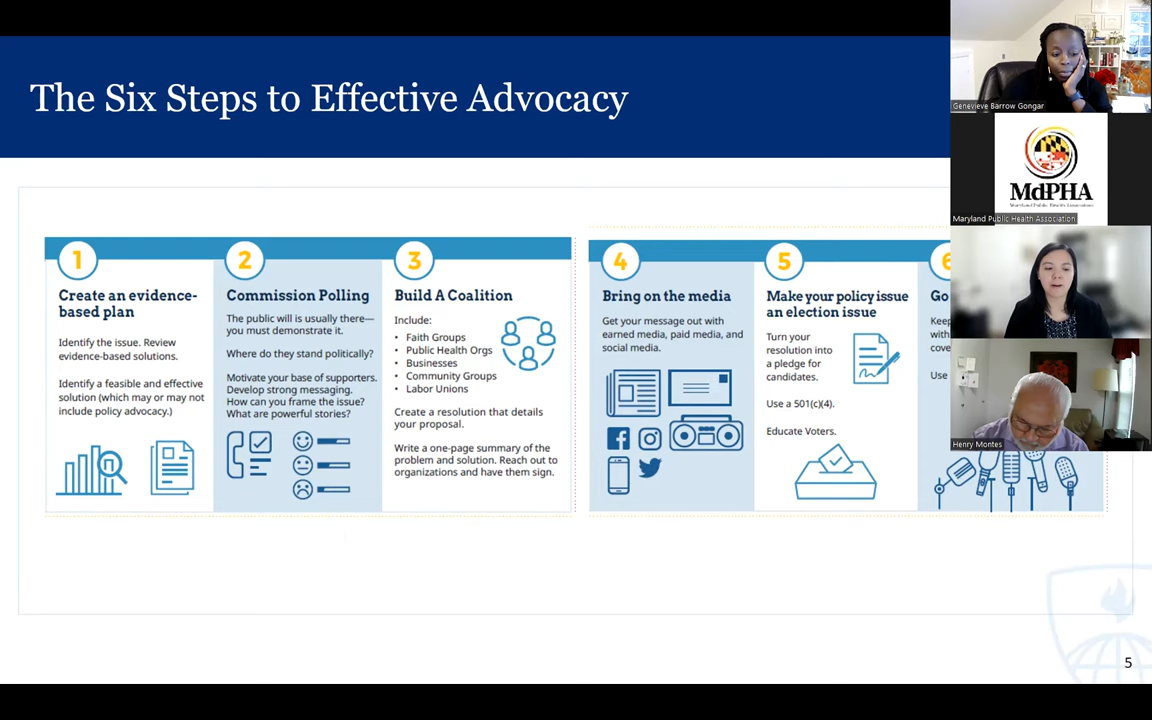 The Six Steps to Effective Advocacy
1
Create an evidence-
based plan
Identify the issue. Review
evidence-based solutions.
Identify a feasible and effective
solution (which may or may not
include policy advocacy.)
2
Commission Polling
The public will is usually there—
you must demonstrate it.
Where do they stand politically?
Motivate your base of supporters.
Develop strong messaging.
How can you frame the issue?
What are powerful stories?
3
Build A Coalition
Include:
• Faith Groups
• Public Health Orgs
• Businesses
• Community Groups
• Labor Unions
Create a resolution that details
your proposal.
Write a one-page summary of the
problem and solution. Reach out to
organizations and have them sign.
4
Bring on the media
Get your message out with
earned media, paid media, and
social media.
5
Make your policy issue
an election issue
Turn your
resolution into
a pledge for
candidates.
Use a 501(c)(4).
Educate Voters.
6
Go
Keep
with
cove
Use
5
Genevieve Barrow Gongar
MdPHA
Maryland Public Health Association
Maryland Public Health Association
Henry Montes